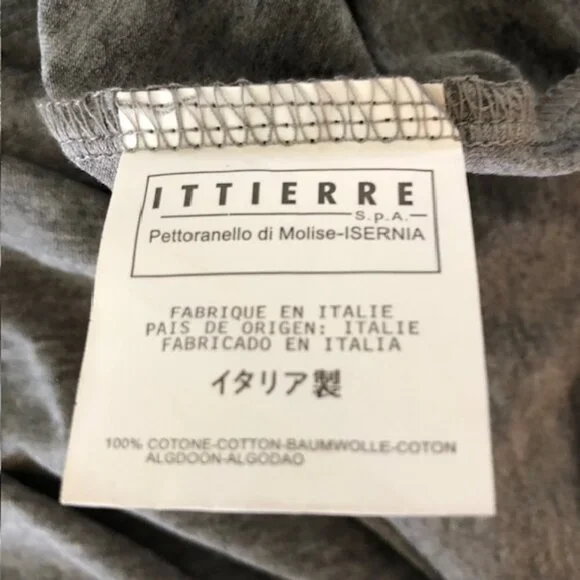 ITTIERRE
S.p.A.
Pettoranello di Molise-ISERNIA
FABRIQUE EN ITALIE
PAIS DE ORIGEN: ITALIE
FABRICADO EN ITALIA
イタリア製
100% COTONE-COTTON-BAUMWOLLE-COTON
ALGDOON-ALGODAO